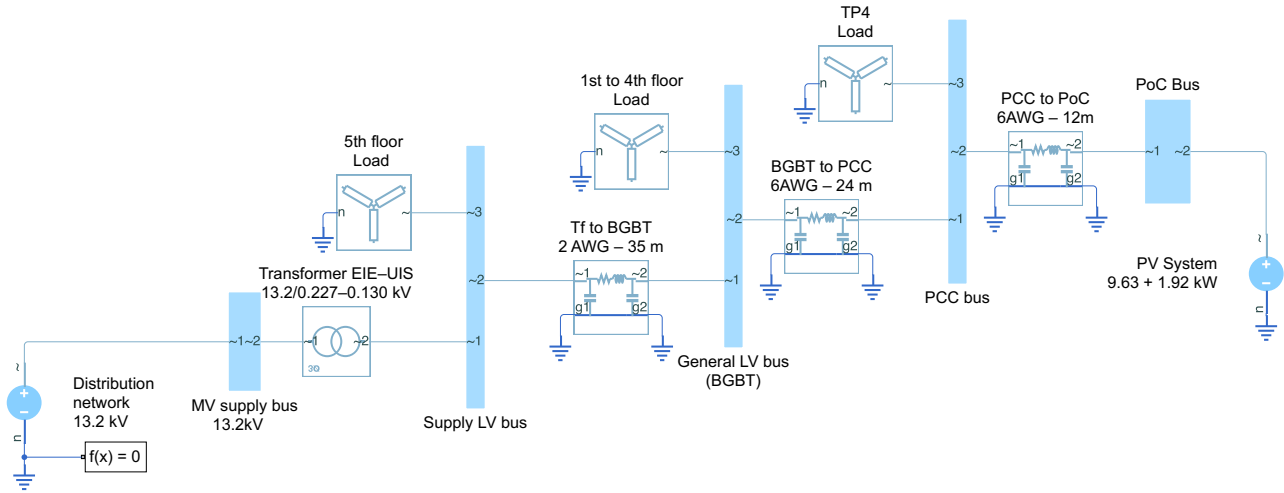 TP4
Load
n
~
~3
1st to 4th floor
Load
n
~
~3
PCC to PoC
6AWG – 12m
~1
~2
g1
g2
PoC Bus
~1
~2
~2
5th floor
Load
n
~
~3
BGBT to PCC
6AWG – 24 m
~1
~2
g1
g2
~2
~1
PCC bus
Tf to BGBT
2 AWG – 35 m
~1
~2
g1
g2
~2
~1
General LV bus
(BGBT)
~
PV System
9.63 + 1.92 kW
+
−
n
Transformer EIE–UIS
13.2/0.227–0.130 kV
~1
~2
3Φ
~1
~2
~1
Supply LV bus
MV supply bus
13.2kV
~
+
−
n
Distribution
network
13.2 kV
f(x) = 0